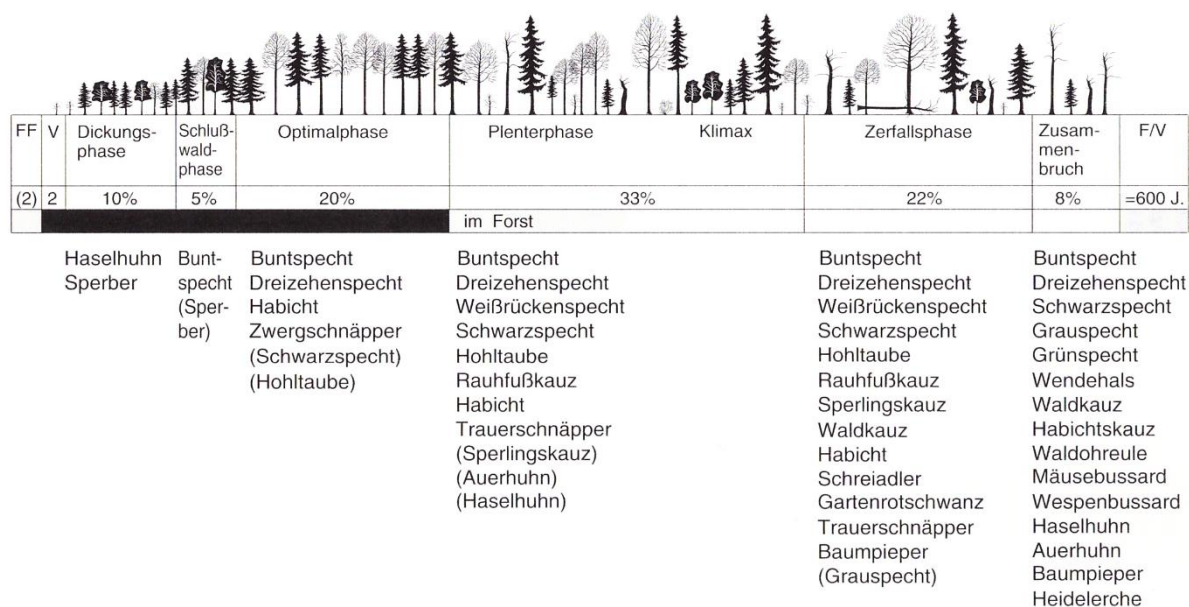 FF V Dickungs- Schluß- Optimalphase Plenterphase Klimax Zerfallsphase Zusam- F/V
phase wald- men-
phase bruch
(2) 2 10% 5% 20% 33% 22% 8% =600 J.
im Forst
Haselhuhn
Sperber
Bunt-
specht
(Sper-
ber)
Buntspecht
Dreizehenspecht
Habicht
Zwergschnäpper
(Schwarzspecht)
(Hohltaube)
Buntspecht
Dreizehenspecht
Weißrückenspecht
Schwarzspecht
Hohltaube
Rauhfußkauz
Habicht
Trauerschnäpper
(Sperlingskauz)
(Auerhuhn)
(Haselhuhn)
Buntspecht
Dreizehenspecht
Weißrückenspecht
Schwarzspecht
Hohltaube
Rauhfußkauz
Sperlingskauz
Waldkauz
Habicht
Schreiadler
Gartenrotschwanz
Trauerschnäpper
Baumpieper
(Grauspecht)
Buntspecht
Dreizehenspecht
Schwarzspecht
Grauspecht
Grünspecht
Wendehals
Waldkauz
Habichtskauz
Waldohreule
Mäusebussard
Wespenbussard
Haselhuhn
Auerhuhn
Baumpieper
Heidelerche